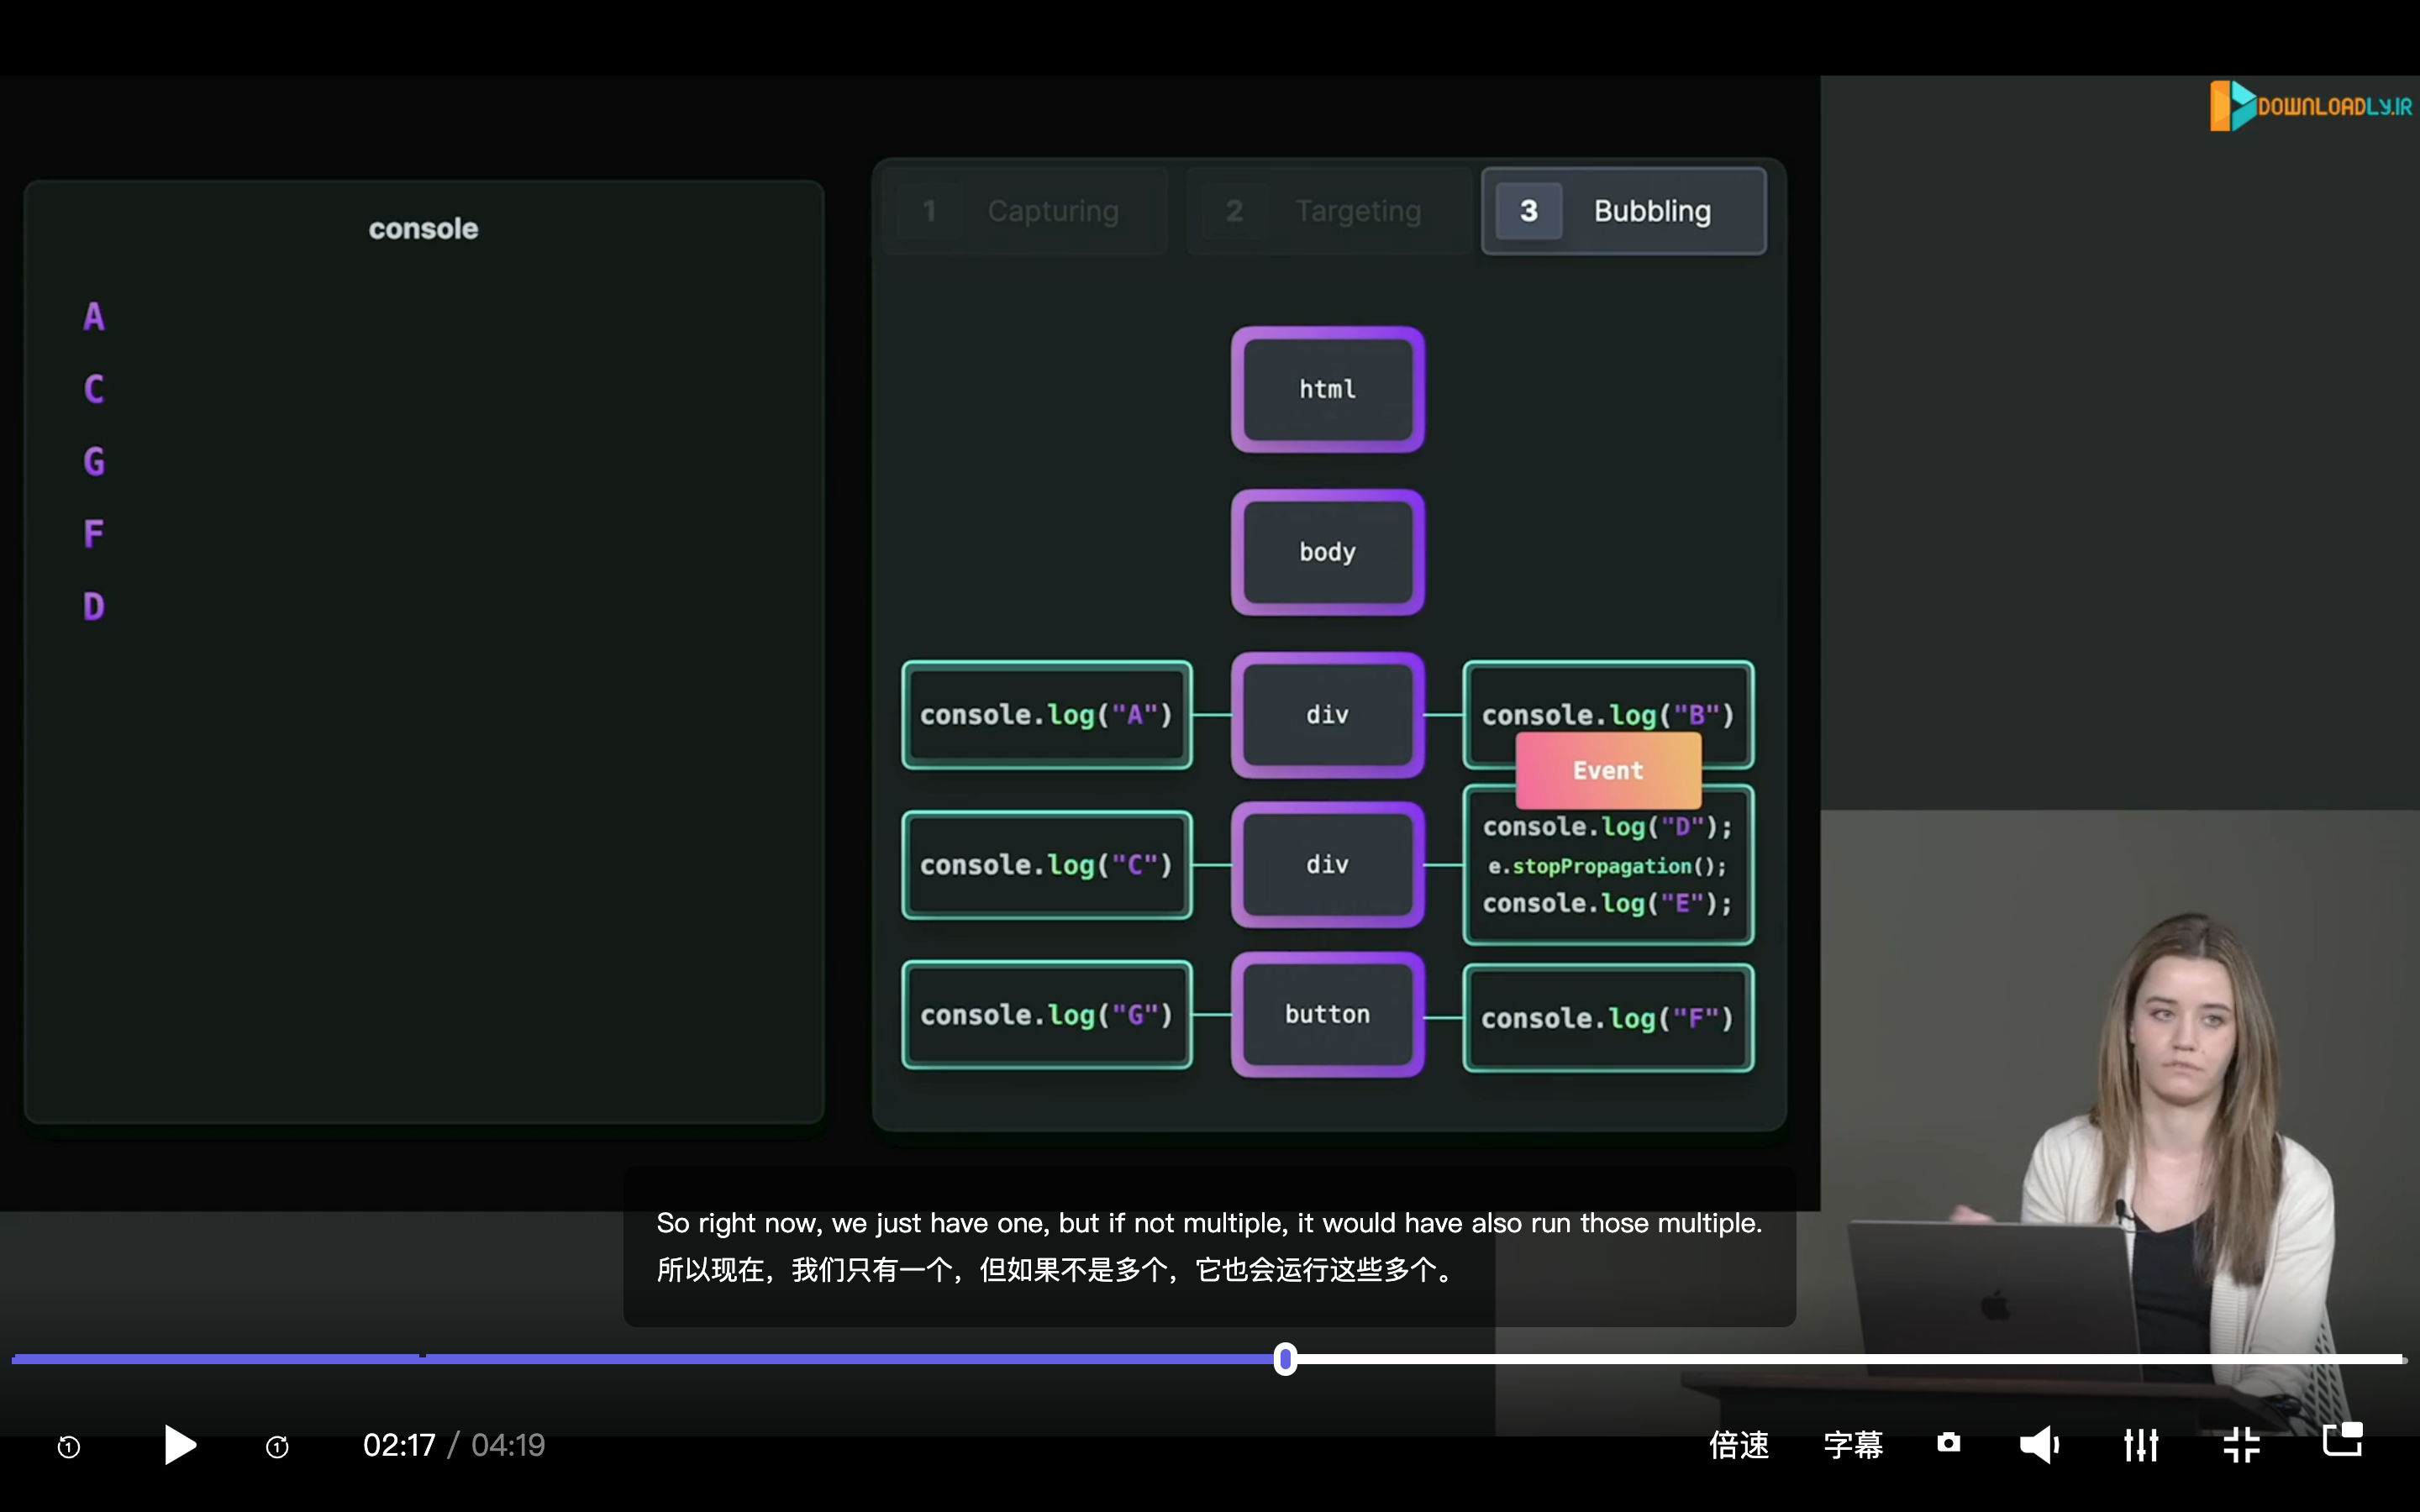 DOWNLOADLY.IR
console
A
C
G
F
D
1 Capturing
2 Targeting
3 Bubbling
html
body
console.log("A")
div
console.log("B")
Event
console.log("C")
div
console.log("D");
e.stopPropagation();
console.log("E");
console.log("G")
button
console.log("F")
So right now, we just have one, but if not multiple, it would have also run those multiple.
所以现在，我们只有一个，但如果不是多个，它也会运行这些多个。
1
1
02:17 / 04:19
倍速
字幕